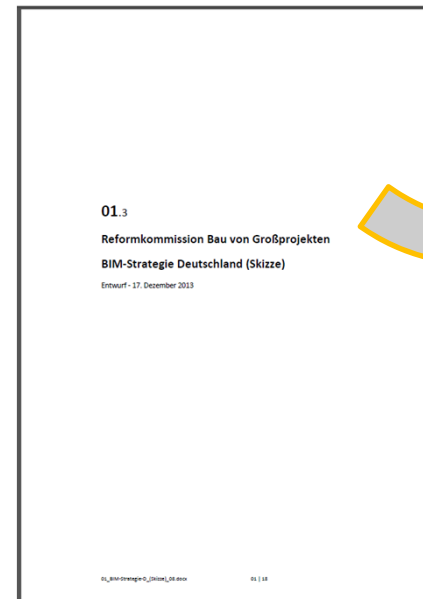 01.3
Reformkommission Bau von Großprojekten
BIM-Strategie Deutschland (Skizze)
Entwurf - 17. Dezember 2013
01_BIM-Strategie-D_(Skizze)_03.docx 01 | 18